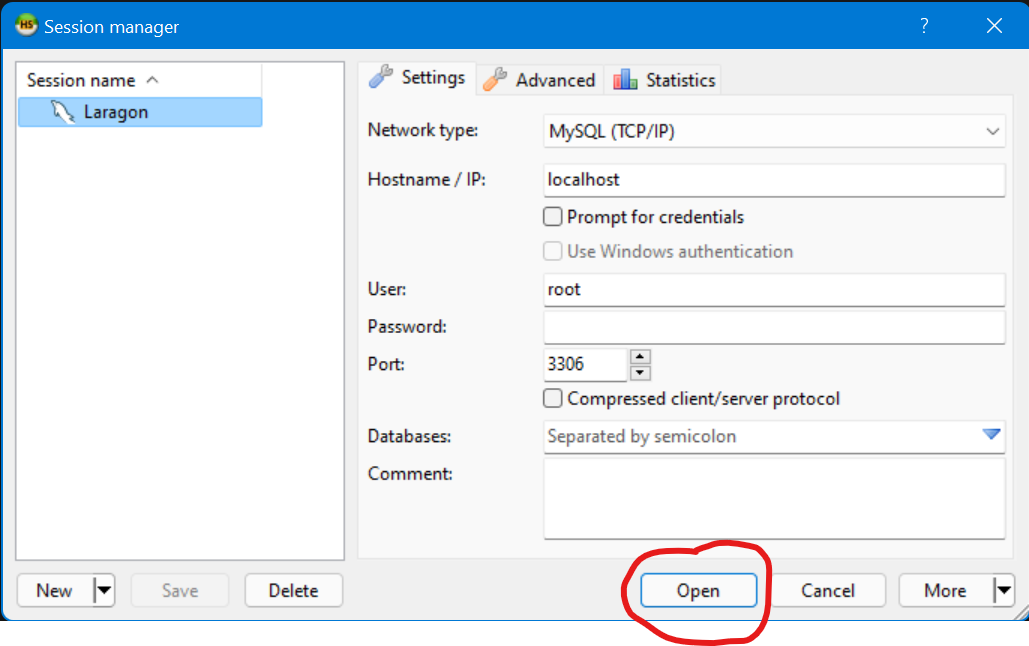 HS Session manager ?
Session name
Laragon
Settings Advanced Statistics
Network type: MySQL (TCP/IP)
Hostname / IP: localhost
Prompt for credentials
Use Windows authentication
User: root
Password:
Port: 3306
Compressed client/server protocol
Databases: Separated by semicolon
Comment:
New Save Delete Open Cancel More